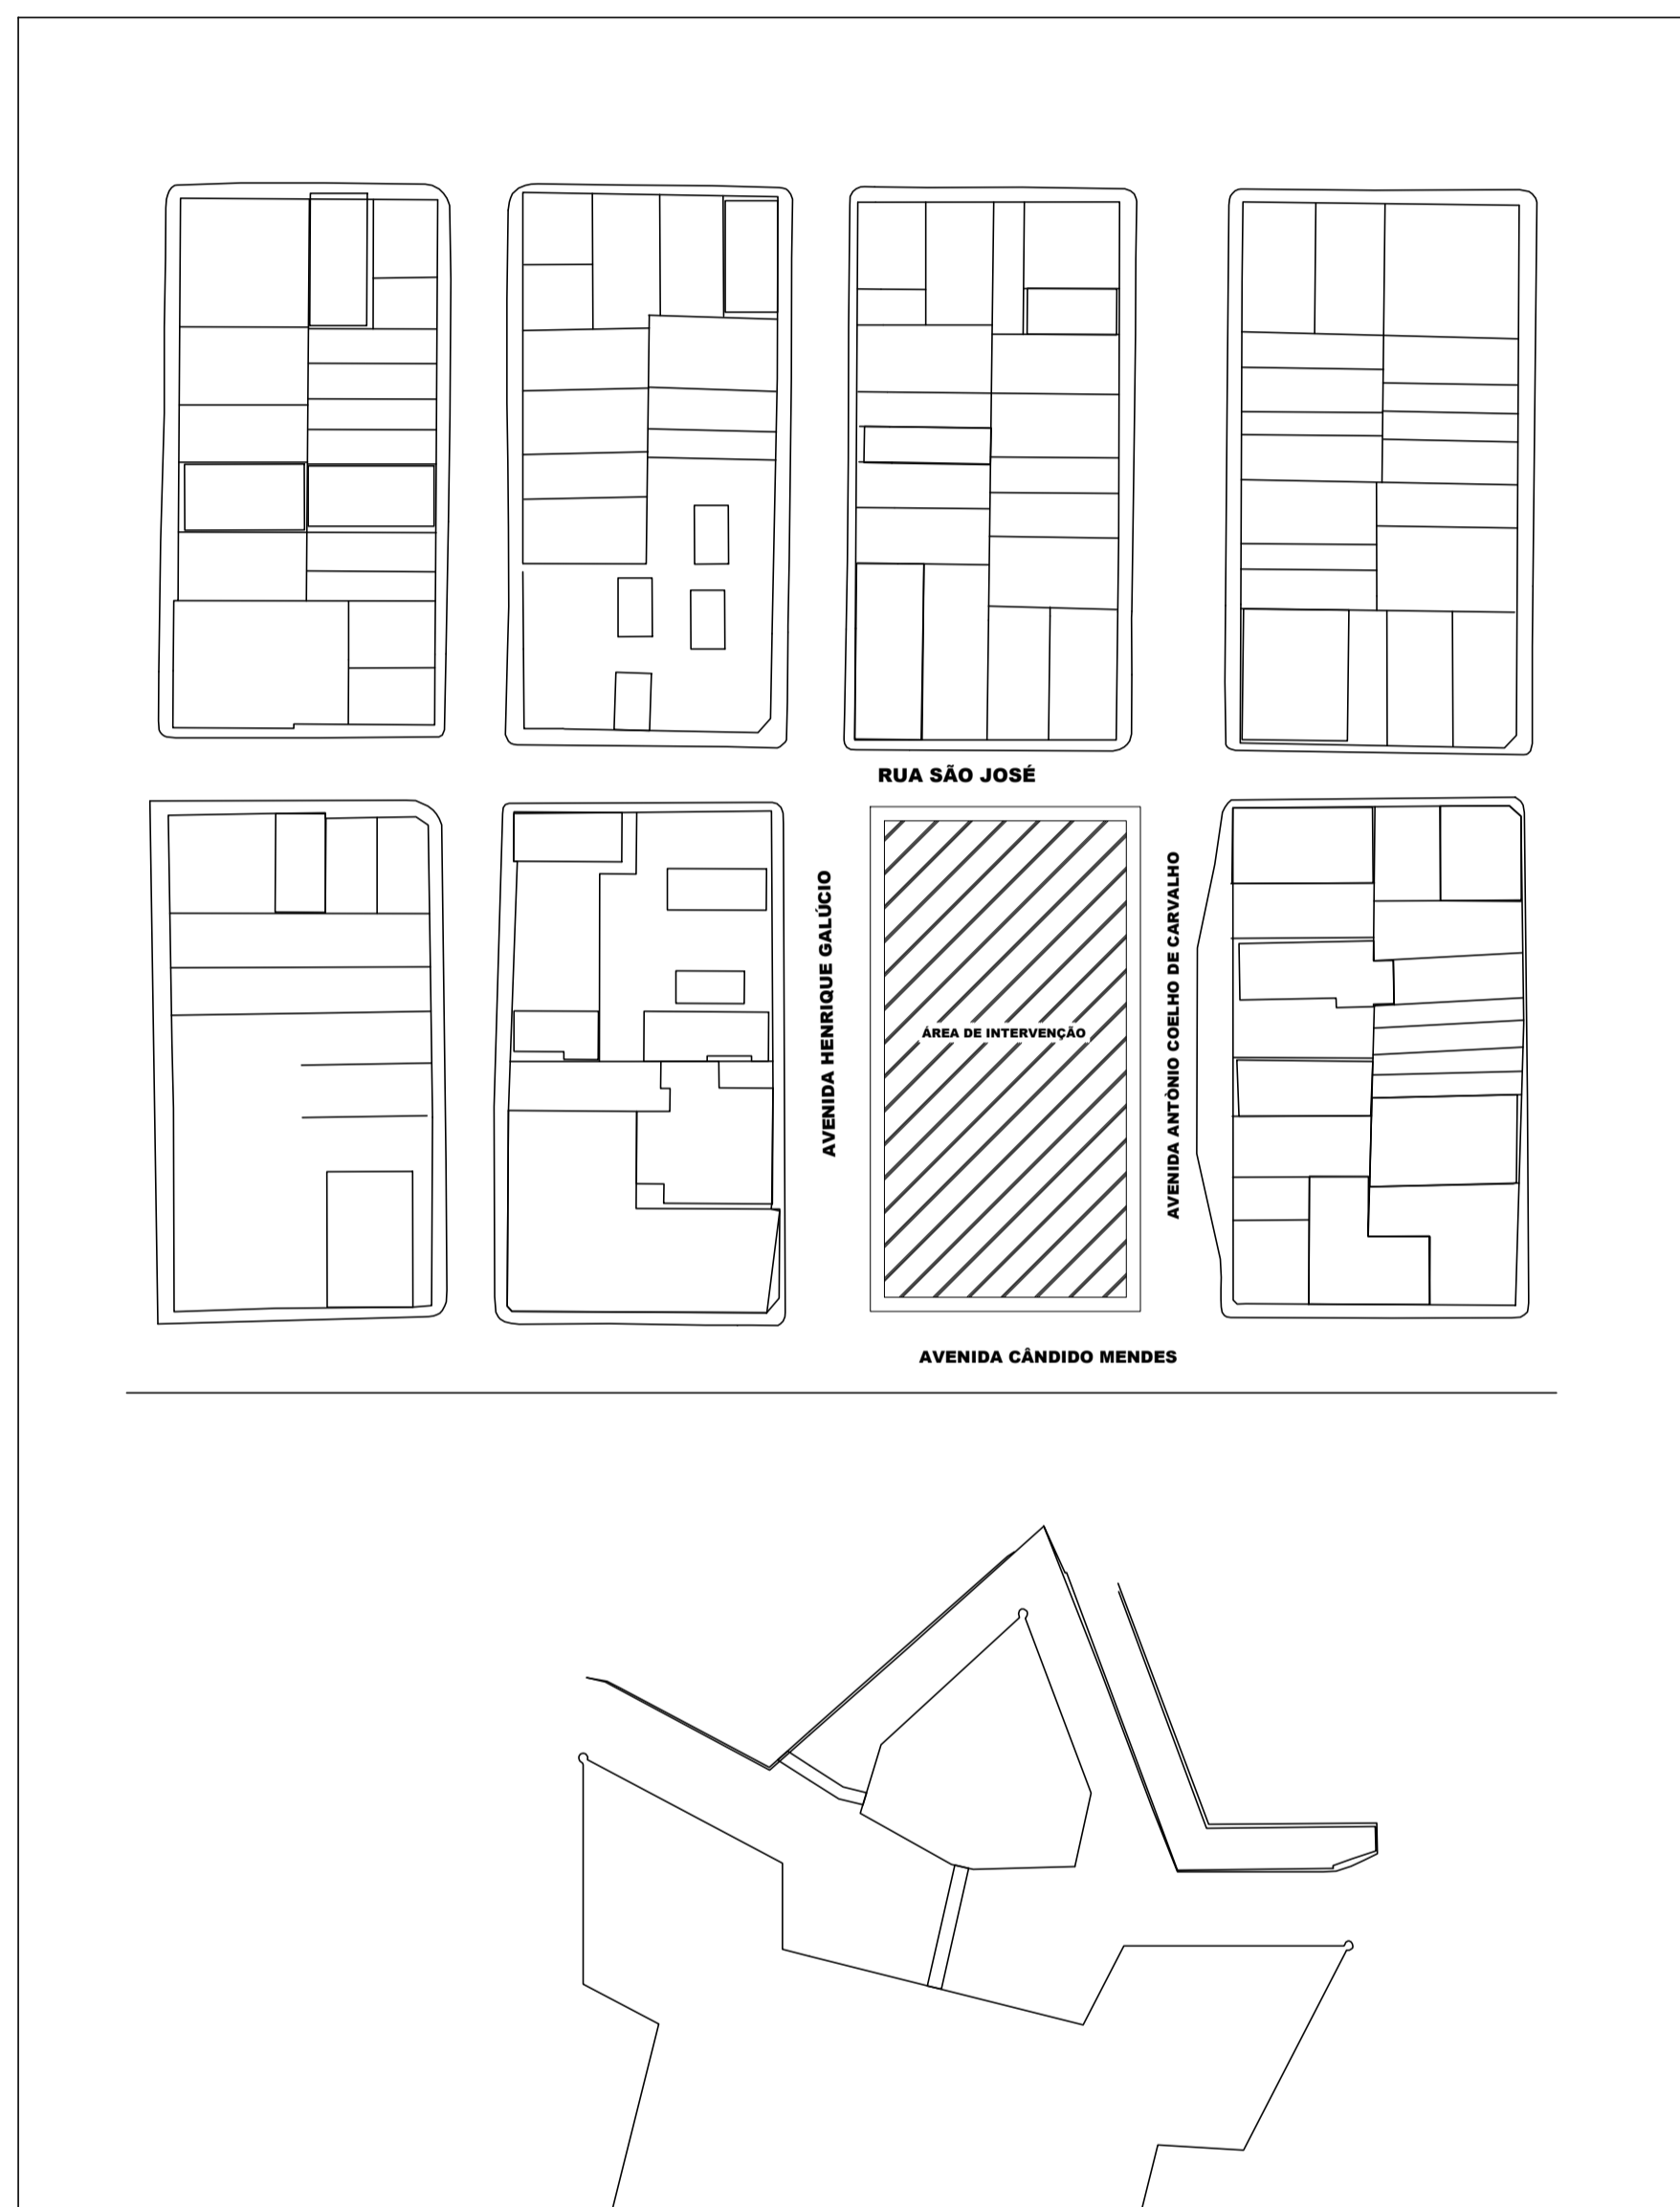 RUA SÃO JOSÉ
AVENIDA HENRIQUE GALÚCIO
ÁREA DE INTERVENÇÃO
AVENIDA ANTÔNIO COELHO DE CARVALHO
AVENIDA CÂNDIDO MENDES